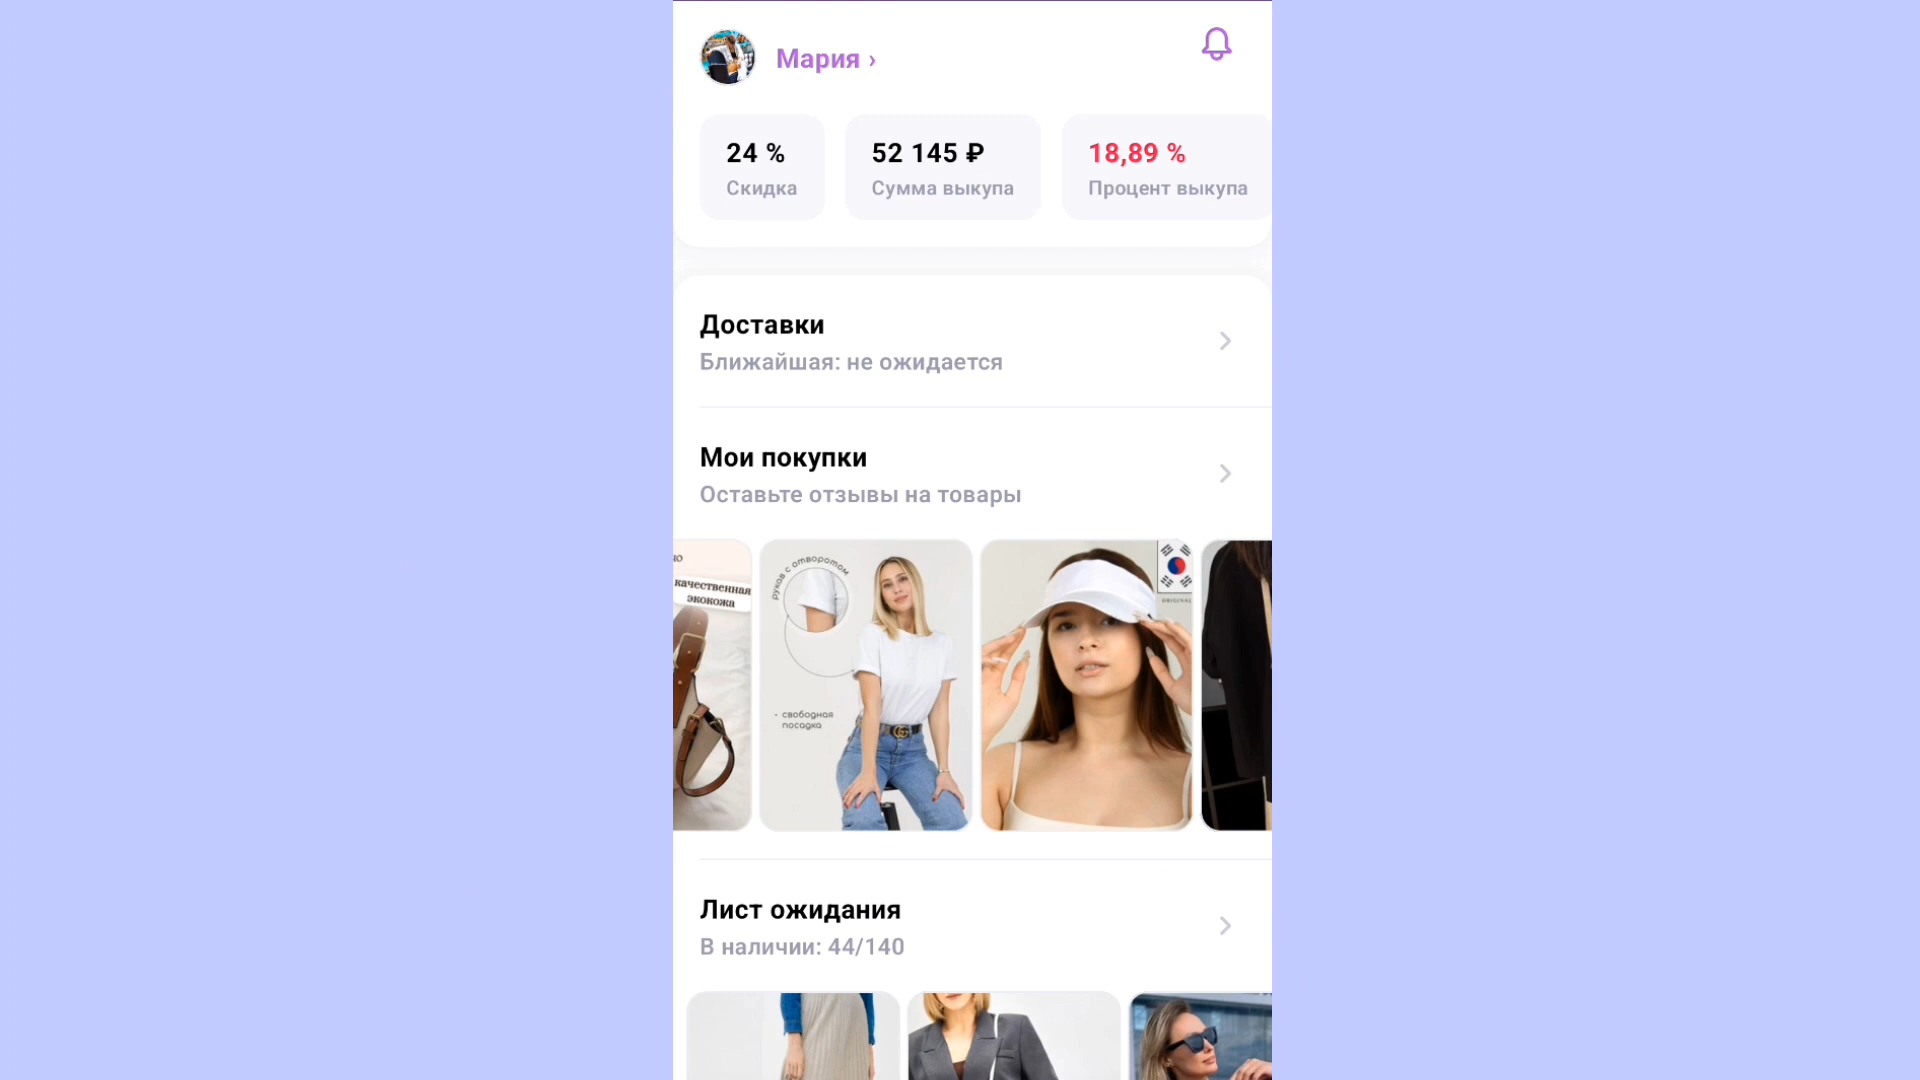 Мария ›
24 %
Скидка
52 145 ₽
Сумма выкупа
18,89 %
Процент выкупа
Доставки
Ближайшая: не ожидается
Мои покупки
Оставьте отзывы на товары
качественная
экокожа
рукав с отворотом
- свободная
посадка
ORIGINAL
Лист ожидания
В наличии: 44/140